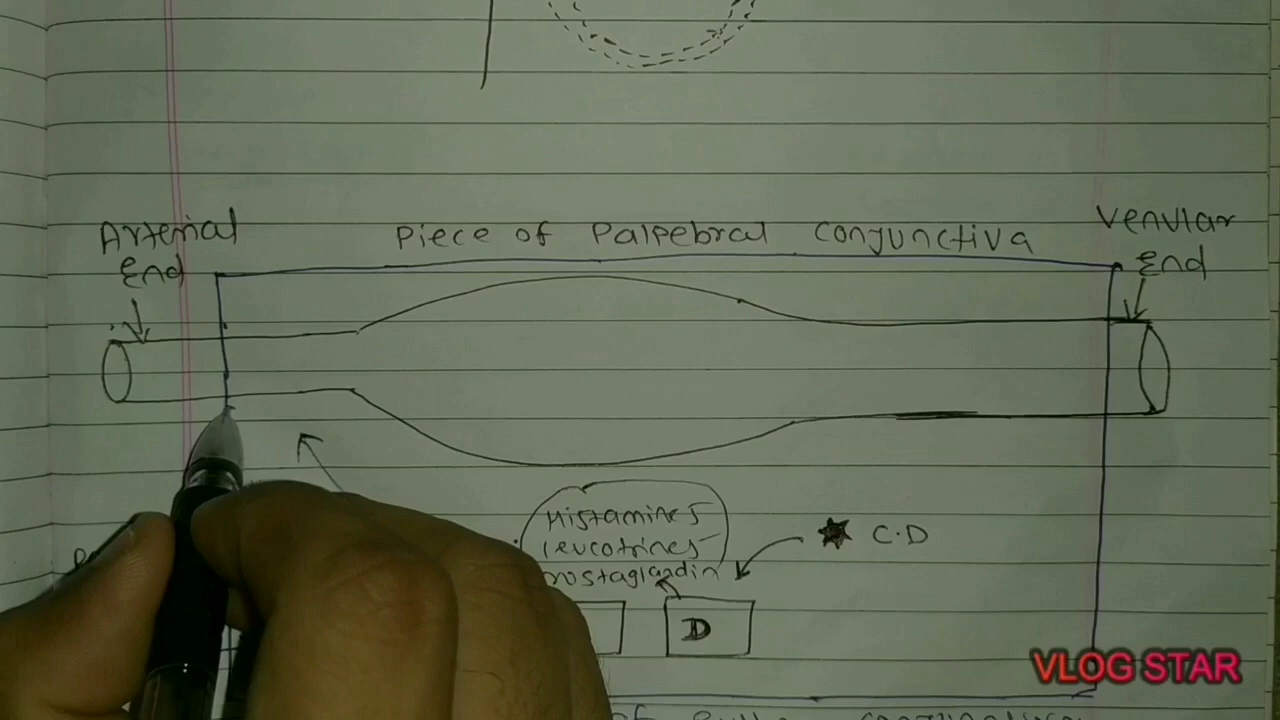 Arterial
End
Piece of Palpebral Conjunctiva
Venular
End
Histamines
leucotrines
C.D
D
VLOG STAR